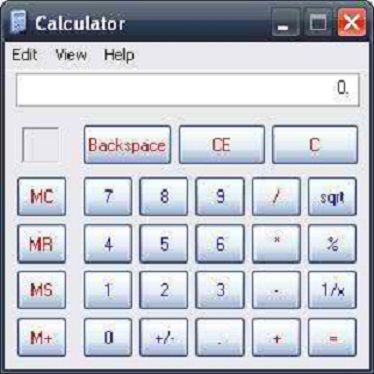 Calculator
Edit View Help
0.
Backspace CE C
MC 7 8 9 / sqrt
MR 4 5 6 * %
MS 1 2 3 - 1/x
M+ 0 +/- . + =